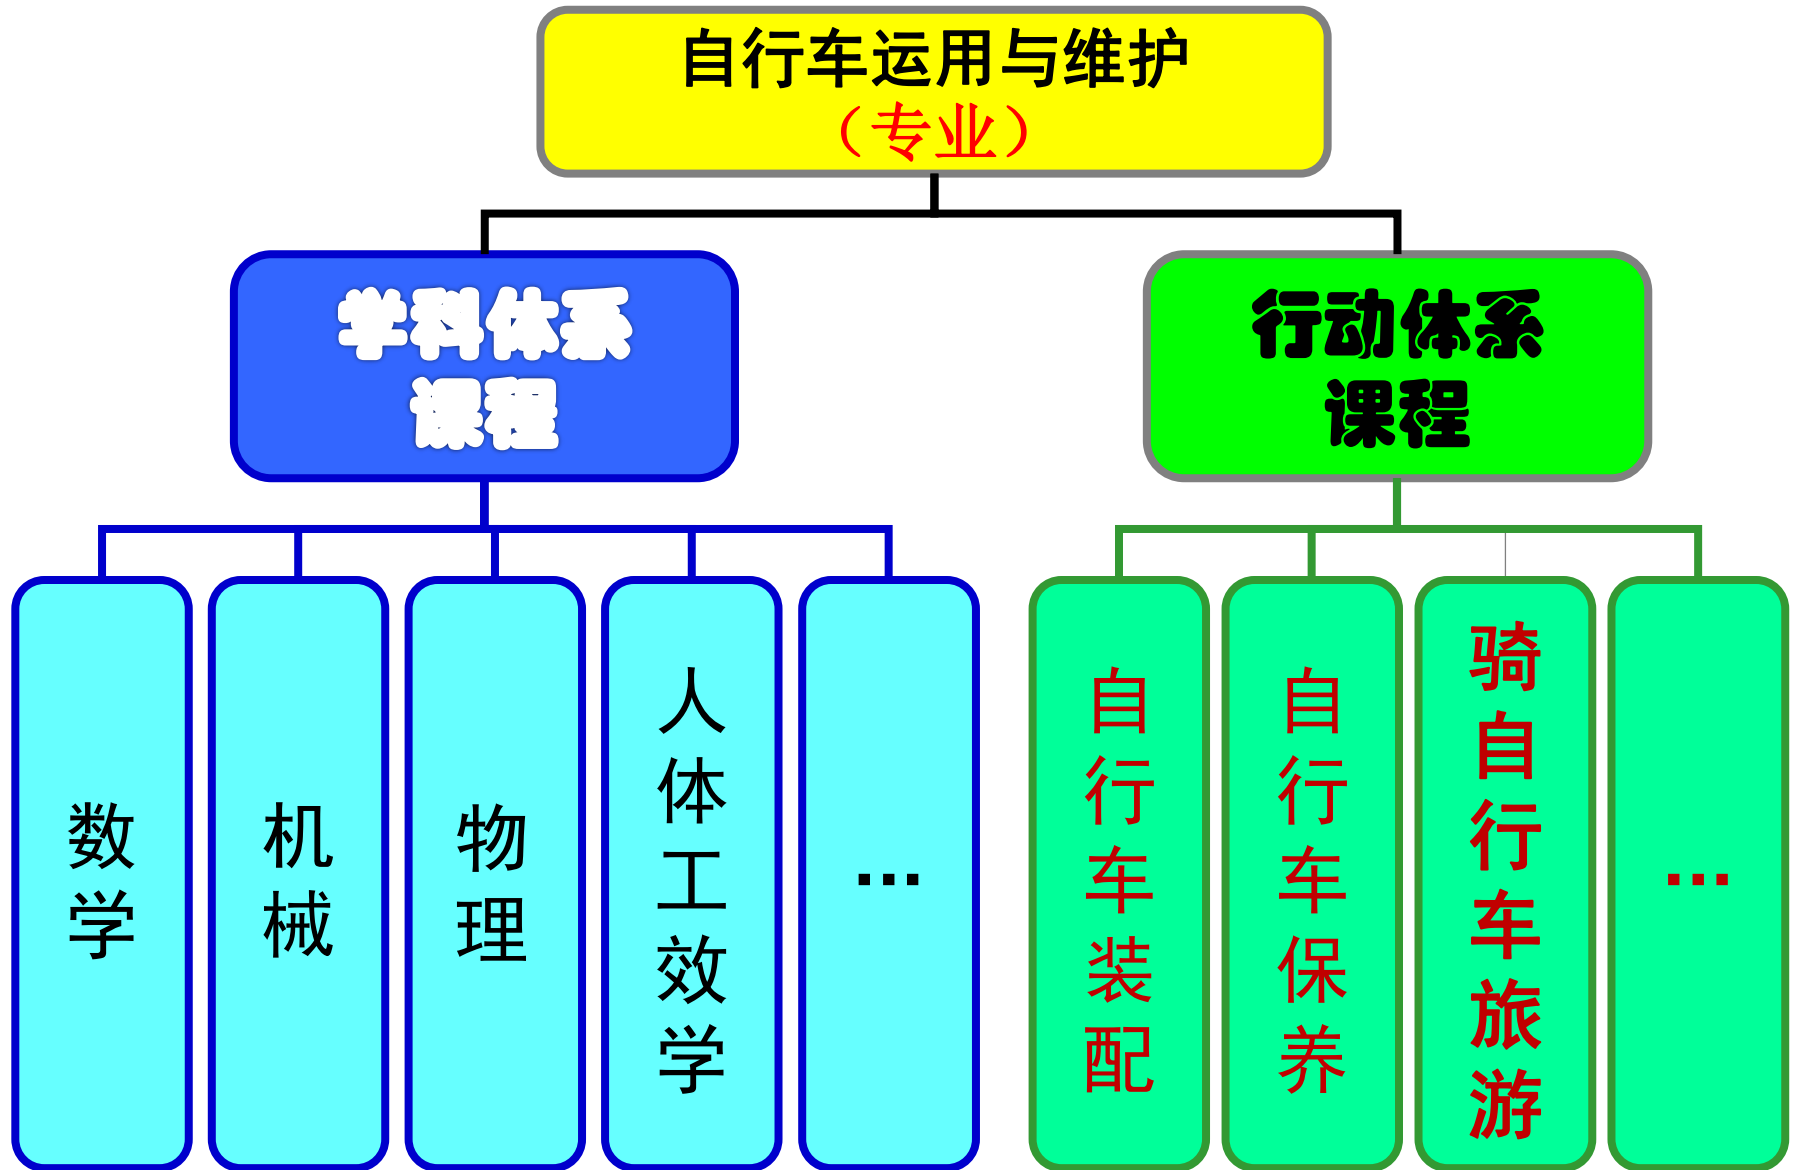 自行车运用与维护
（专业）
学科体系
课程
行动体系
课程
数学
机械
物理
人体工效学
…
自行车装配
自行车保养
骑自行车旅游
…